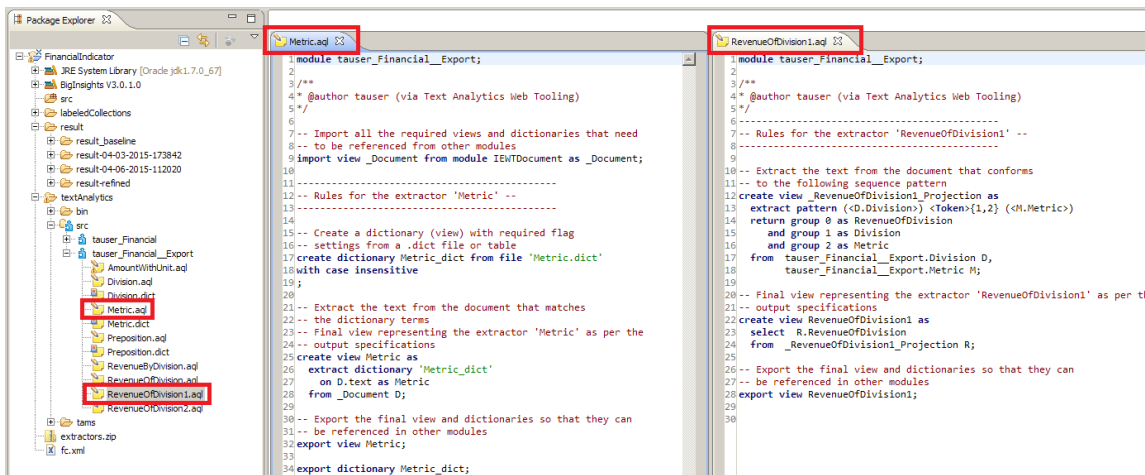 Package Explorer
FinancialIndicator
JRE System Library [Oracle jdk1.7.0_67]
BigInsights V3.0.1.0
src
labeledCollections
result
result_baseline
result-04-03-2015-173842
result-04-06-2015-112020
result-refined
textAnalytics
bin
src
tauser_Financial
tauser_Financial__Export
AmountWithUnit.aql
Division.aql
Division.dict
Metric.aql
Metric.dict
Preposition.aql
Preposition.dict
RevenueByDivision.aql
RevenueOfDivision.aql
RevenueOfDivision1.aql
RevenueOfDivision2.aql
tams
extractors.zip
fc.xml
Metric.aql
1 module tauser_Financial__Export;
2
3 /**
4 * @author tauser (via Text Analytics Web Tooling)
5 */
6
7 -- Import all the required views and dictionaries that need
8 -- to be referenced from other modules
9 import view _Document from module IEWTDocument as _Document;
10
11 --------------------------------------------------
12 -- Rules for the extractor 'Metric' --
13 --------------------------------------------------
14
15 -- Create a dictionary (view) with required flag
16 -- settings from a .dict file or table
17 create dictionary Metric_dict from file 'Metric.dict'
18 with case insensitive
19 ;
20
21 -- Extract the text from the document that matches
22 -- the dictionary terms
23 -- Final view representing the extractor 'Metric' as per the
24 -- output specifications
25 create view Metric as
26 extract dictionary 'Metric_dict'
27 on D.text as Metric
28 from _Document D;
29
30 -- Export the final view and dictionaries so that they can
31 -- be referenced in other modules
32 export view Metric;
33
34 export dictionary Metric_dict;
RevenueOfDivision1.aql
1 module tauser_Financial__Export;
2
3 /**
4 * @author tauser (via Text Analytics Web Tooling)
5 */
6 --------------------------------------------------
7 -- Rules for the extractor 'RevenueOfDivision1' --
8 --------------------------------------------------
9
10 -- Extract the text from the document that conforms
11 -- to the following sequence pattern
12 create view _RevenueOfDivision1_Projection as
13 extract pattern (<D.Division>) <Token>{1,2} (<M.Metric>)
14 return group 0 as RevenueOfDivision
15 and group 1 as Division
16 and group 2 as Metric
17 from tauser_Financial__Export.Division D,
18 tauser_Financial__Export.Metric M;
19
20 -- Final view representing the extractor 'RevenueOfDivision1' as per th
21 -- output specifications
22 create view RevenueOfDivision1 as
23 select R.RevenueOfDivision
24 from _RevenueOfDivision1_Projection R;
25
26 -- Export the final view and dictionaries so that they can
27 -- be referenced in other modules
28 export view RevenueOfDivision1;
29
30